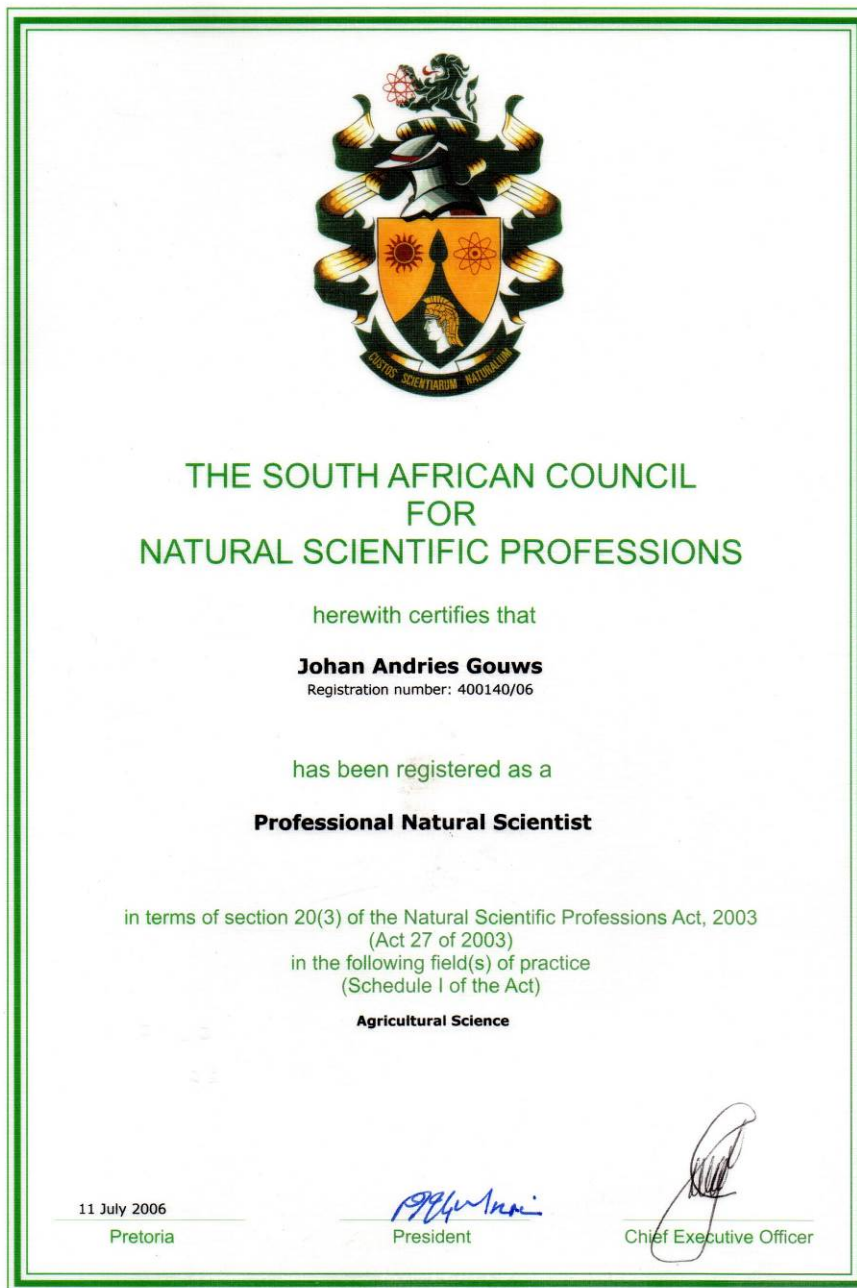 CUSTOS SCIENTIARUM NATURALIUM
THE SOUTH AFRICAN COUNCIL
FOR
NATURAL SCIENTIFIC PROFESSIONS
herewith certifies that
Johan Andries Gouws
Registration number: 400140/06
has been registered as a
Professional Natural Scientist
in terms of section 20(3) of the Natural Scientific Professions Act, 2003
(Act 27 of 2003)
in the following field(s) of practice
(Schedule I of the Act)
Agricultural Science
11 July 2006
Pretoria
President
Chief Executive Officer